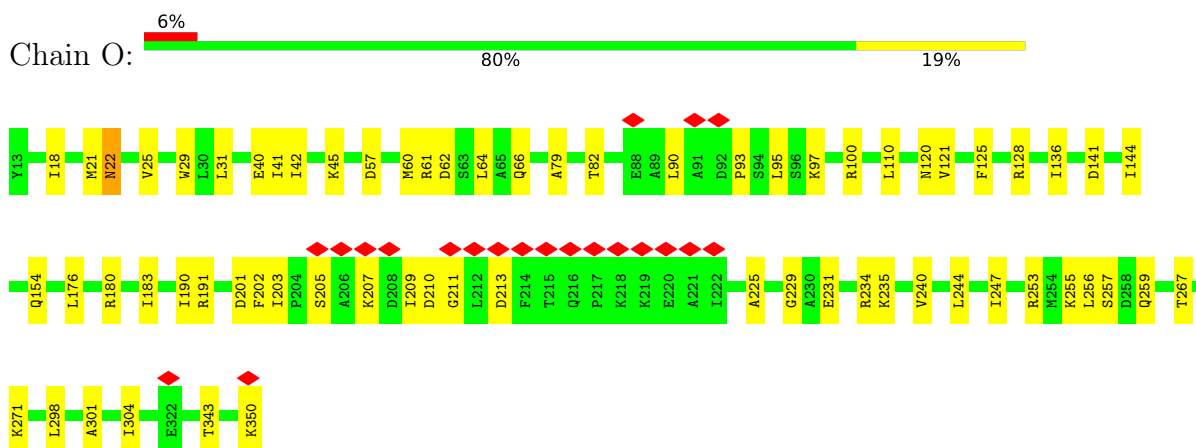 6%
Chain O:
80% 19%
Y13 I18 M21 N22 V25 W29 L30 L31 E40 I41 I42 K45 D57 M60 R61 D62 S63 L64 A65 Q66 A79 T82 E88 A89 L90 A91 D92 P93 S94 L95 S96 K97 R100 L110 N120 V121 F125 R128 I136 D141 I144
Q154 L176 R180 I183 I190 R191 D201 F202 I203 P204 S205 A206 K207 D208 I209 D210 G211 L212 D213 F214 T215 Q216 P217 K218 K219 E220 A221 I222 A225 G229 A230 E231 R234 K235 V240 L244 I247 R253 M254 K255 L256 S257 D258 Q259 T267
K271 L298 A301 I304 E322 T343 K350